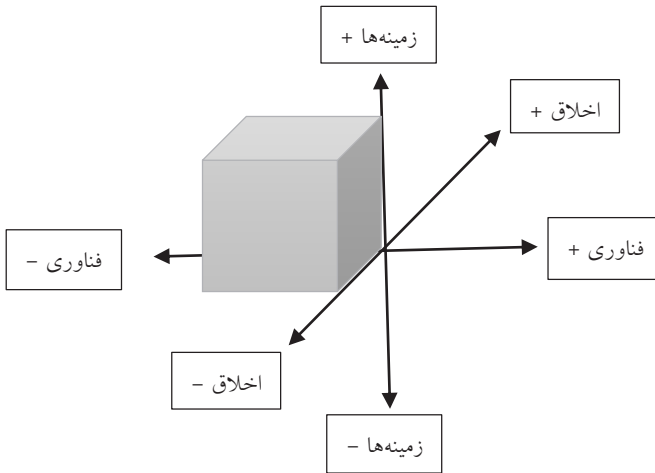 زمینه‌ها +
اخلاق +
فناوری +
فناوری –
اخلاق –
زمینه‌ها –